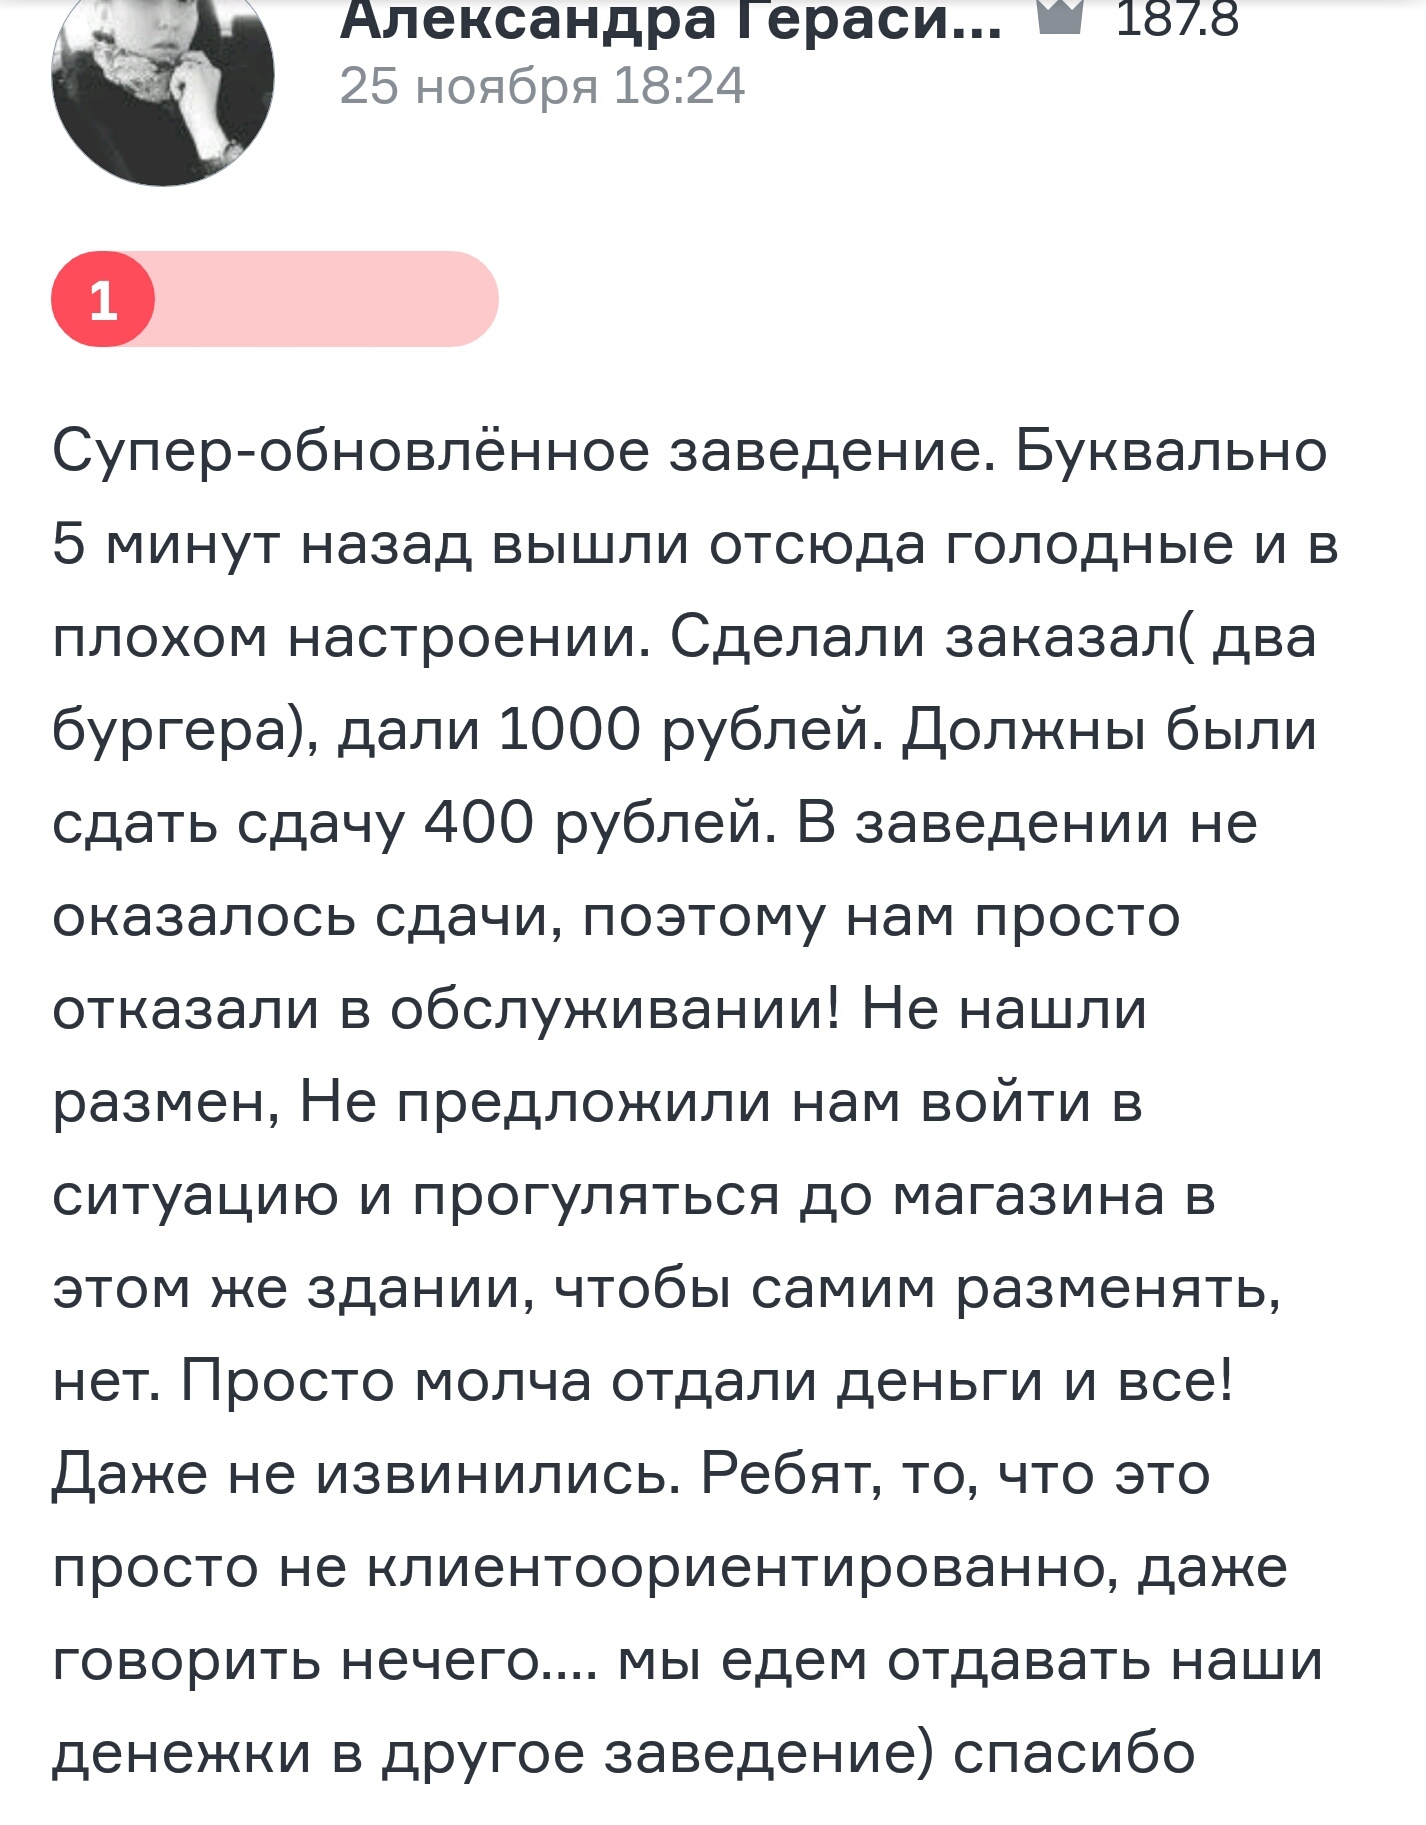 Александра Гераси... 187.8
25 ноября 18:24
1
Супер-обновлённое заведение. Буквально
5 минут назад вышли отсюда голодные и в
плохом настроении. Сделали заказал( два
бургера), дали 1000 рублей. Должны были
сдать сдачу 400 рублей. В заведении не
оказалось сдачи, поэтому нам просто
отказали в обслуживании! Не нашли
размен, Не предложили нам войти в
ситуацию и прогуляться до магазина в
этом же здании, чтобы самим разменять,
нет. Просто молча отдали деньги и все!
Даже не извинились. Ребят, то, что это
просто не клиентоориентированно, даже
говорить нечего.... мы едем отдавать наши
денежки в другое заведение) спасибо